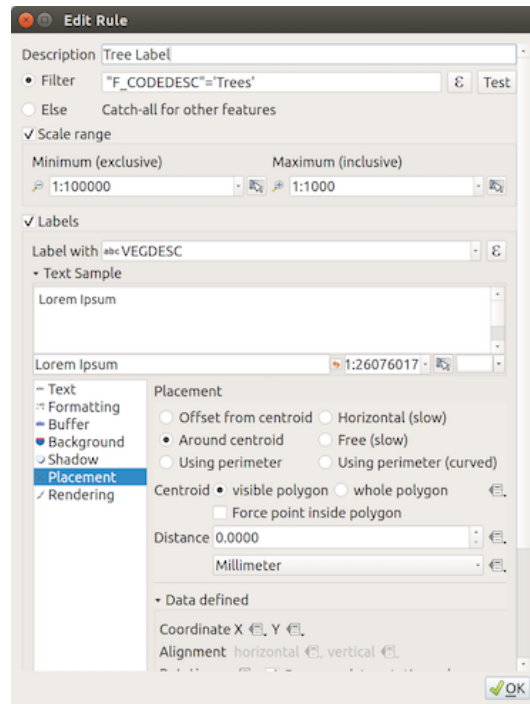 Edit Rule
Description Tree Label
Filter "F_CODEDESC"='Trees' ε Test
Else Catch-all for other features
Scale range
Minimum (exclusive) Maximum (inclusive)
1:100000 1:1000
Labels
Label with abc VEGDESC ε
Text Sample
Lorem Ipsum
Lorem Ipsum 1:26076017
Text
Formatting
Buffer
Background
Shadow
Placement
Rendering
Placement
Offset from centroid Horizontal (slow)
Around centroid Free (slow)
Using perimeter Using perimeter (curved)
Centroid visible polygon whole polygon
Force point inside polygon
Distance 0.0000
Millimeter
Data defined
Coordinate X Y
Alignment horizontal vertical
OK